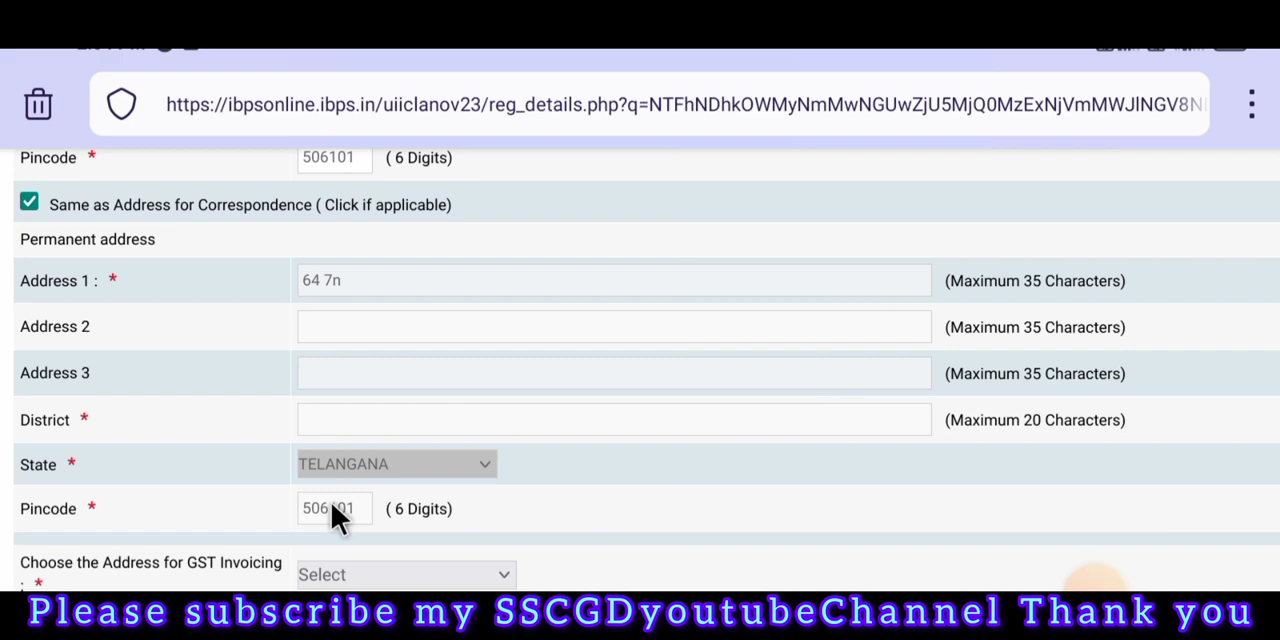 https://ibpsonline.ibps.in/uiiclanov23/reg_details.php?q=NTFhNDhkOWMyNmMwNGUwZjU5MjQ0MzExNjVmMWJlNGV8N
Pincode * 506101 ( 6 Digits)
Same as Address for Correspondence ( Click if applicable)
Permanent address
Address 1 : * 64 7n (Maximum 35 Characters)
Address 2 (Maximum 35 Characters)
Address 3 (Maximum 35 Characters)
District * (Maximum 20 Characters)
State * TELANGANA
Pincode * ( 6 Digits)
Choose the Address for GST Invoicing Select
: *
Please subscribe my SSCGDyoutubeChannel Thank you